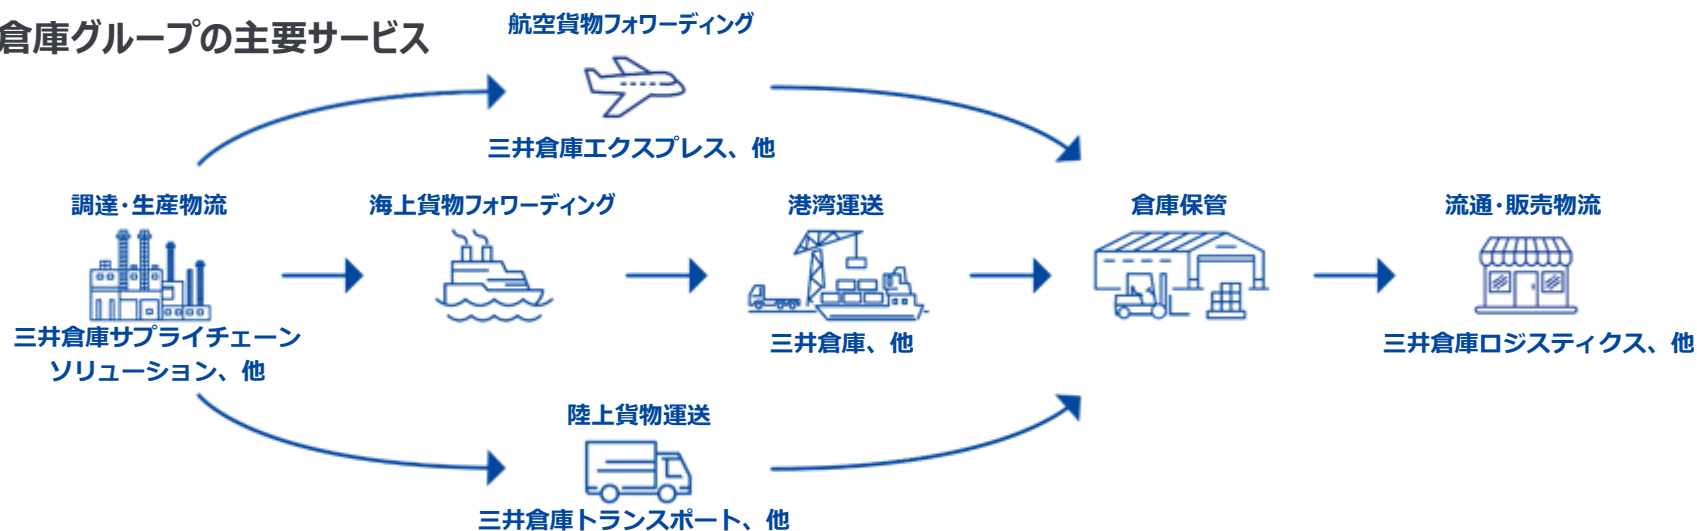 倉庫グループの主要サービス
航空貨物フォワーディング
三井倉庫エクスプレス、他
調達･生産物流
海上貨物フォワーディング
港湾運送
倉庫保管
流通･販売物流
三井倉庫サプライチェーン
ソリューション、他
三井倉庫、他
三井倉庫ロジスティクス、他
陸上貨物運送
三井倉庫トランスポート、他